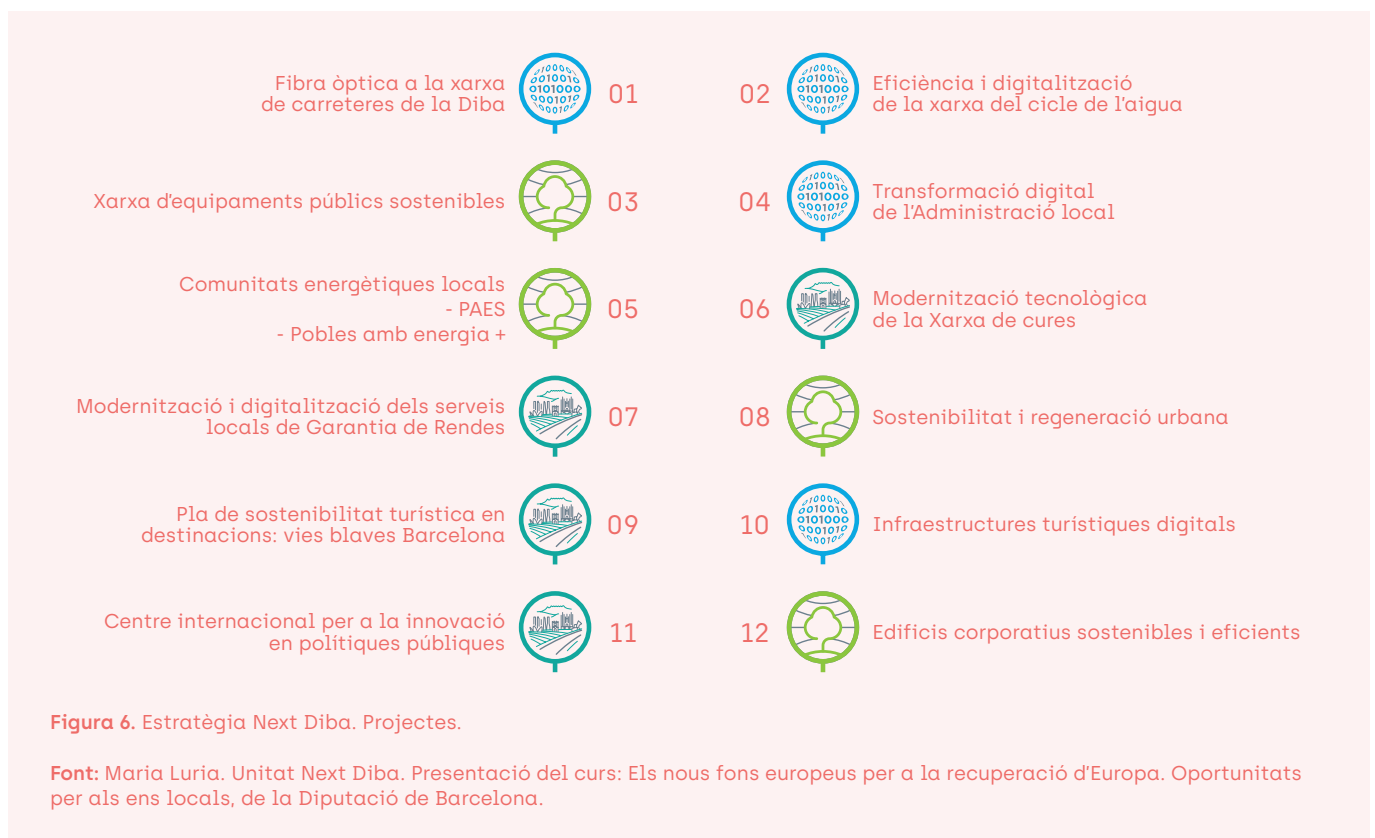 Fibra òptica a la xarxa
de carreteres de la Diba
01
02
Eficiència i digitalització
de la xarxa del cicle de l'aigua
Xarxa d'equipaments públics sostenibles
03
04
Transformació digital
de l'Administració local
Comunitats energètiques locals
- PAES
- Pobles amb energia +
05
06
Modernització tecnològica
de la Xarxa de cures
Modernització i digitalització dels serveis
locals de Garantia de Rendes
07
08
Sostenibilitat i regeneració urbana
Pla de sostenibilitat turística en
destinacions: vies blaves Barcelona
09
10
Infraestructures turístiques digitals
Centre internacional per a la innovació
en polítiques públiques
11
12
Edificis corporatius sostenibles i eficients
Figura 6. Estratègia Next Diba. Projectes.
Font: Maria Luria. Unitat Next Diba. Presentació del curs: Els nous fons europeus per a la recuperació d'Europa. Oportunitats
per als ens locals, de la Diputació de Barcelona.